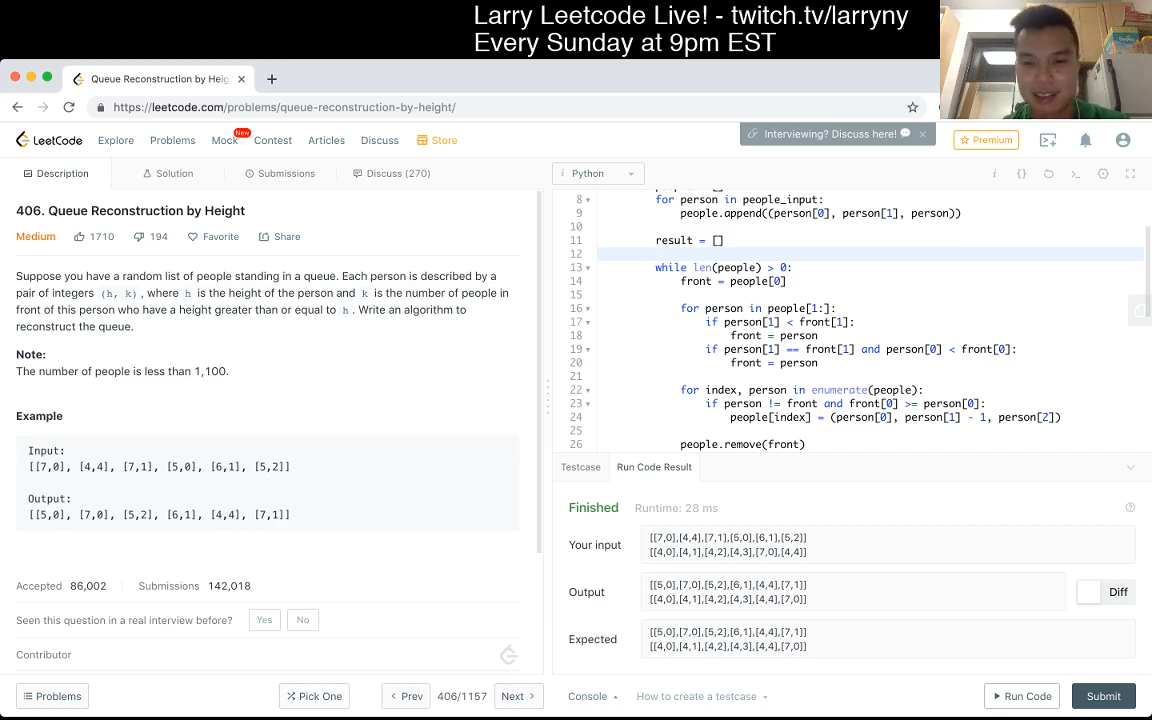 Larry Leetcode Live! - twitch.tv/larryny
Every Sunday at 9pm EST
Queue Reconstruction by Heig
https://leetcode.com/problems/queue-reconstruction-by-height/
LeetCode
Explore
Problems
Mock
New
Contest
Articles
Discuss
Store
Interviewing? Discuss here!
Premium
Description
Solution
Submissions
Discuss (270)
i Python
406. Queue Reconstruction by Height
Medium
1710
194
Favorite
Share
Suppose you have a random list of people standing in a queue. Each person is described by a
pair of integers (h, k), where h is the height of the person and k is the number of people in
front of this person who have a height greater than or equal to h. Write an algorithm to
reconstruct the queue.
Note:
The number of people is less than 1,100.
Example
Input:
[[7,0], [4,4], [7,1], [5,0], [6,1], [5,2]]
Output:
[[5,0], [7,0], [5,2], [6,1], [4,4], [7,1]]
Accepted 86,002
Submissions 142,018
Seen this question in a real interview before?
Yes
No
Contributor
Problems
Pick One
Prev
406/1157
Next
8 for person in people_input:
9 people.append((person[0], person[1], person))
10
11 result = []
12
13 while len(people) > 0:
14 front = people[0]
15
16 for person in people[1:]:
17 if person[1] < front[1]:
18 front = person
19 if person[1] == front[1] and person[0] < front[0]:
20 front = person
21
22 for index, person in enumerate(people):
23 if person != front and front[0] >= person[0]:
24 people[index] = (person[0], person[1] - 1, person[2])
25
26 people.remove(front)
Testcase
Run Code Result
Finished
Runtime: 28 ms
Your input
[[7,0],[4,4],[7,1],[5,0],[6,1],[5,2]]
[[4,0],[4,1],[4,2],[4,3],[7,0],[4,4]]
Output
[[5,0],[7,0],[5,2],[6,1],[4,4],[7,1]]
[[4,0],[4,1],[4,2],[4,3],[4,4],[7,0]]
Diff
Expected
[[5,0],[7,0],[5,2],[6,1],[4,4],[7,1]]
[[4,0],[4,1],[4,2],[4,3],[4,4],[7,0]]
Console
How to create a testcase
Run Code
Submit